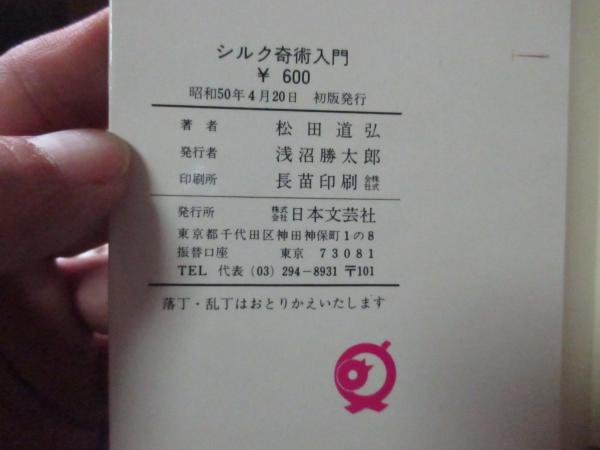 シルク奇術入門
¥ 600
昭和50年4月20日 初版発行
著者 松田道弘
発行者 浅沼勝太郎
印刷所 長苗印刷株式会社
発行所 株式会社日本文芸社
東京都千代田区神田神保町1の8
振替口座 東京 73081
TEL 代表 (03) 294-8931 〒101
落丁・乱丁はおとりかえいたします